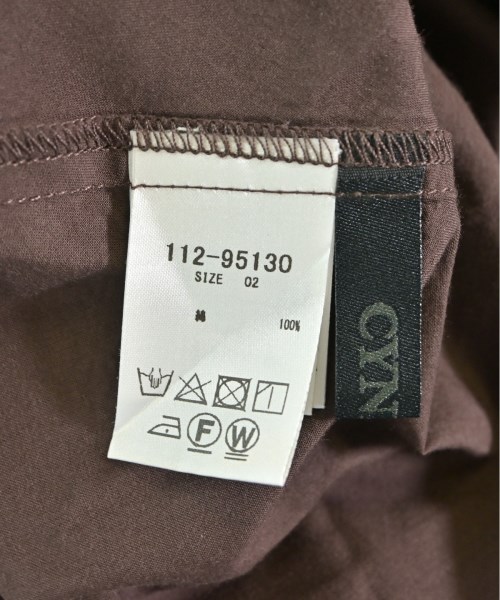 112-95130
SIZE 02
綿 100%
F W
CYN